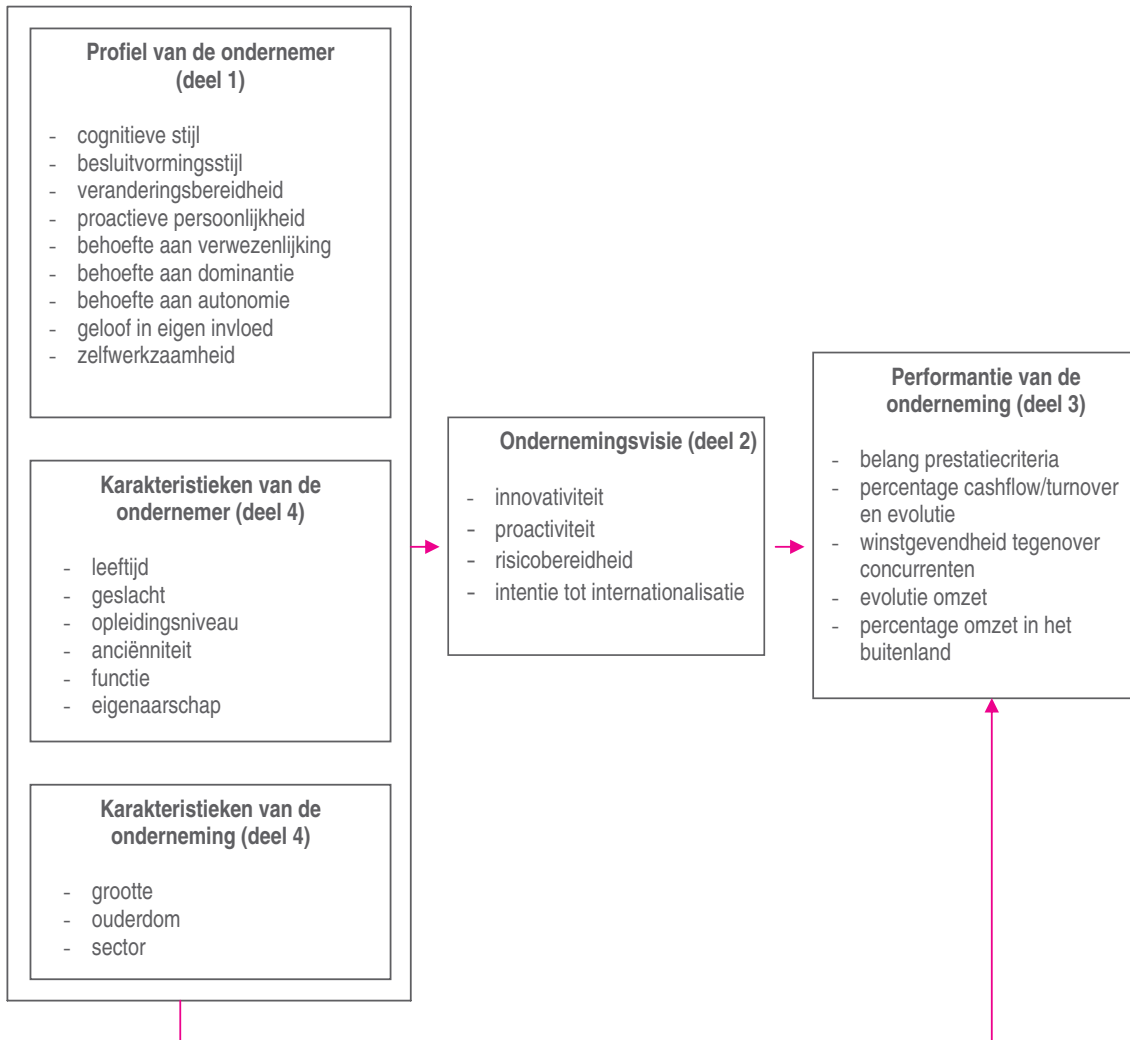 Profiel van de ondernemer
(deel 1)
- cognitieve stijl
- besluitvormingsstijl
- veranderingsbereidheid
- proactieve persoonlijkheid
- behoefte aan verwezenlijking
- behoefte aan dominantie
- behoefte aan autonomie
- geloof in eigen invloed
- zelfwerkzaamheid
Karakteristieken van de
ondernemer (deel 4)
- leeftijd
- geslacht
- opleidingsniveau
- anciënniteit
- functie
- eigenaarschap
Karakteristieken van de
onderneming (deel 4)
- grootte
- ouderdom
- sector
Ondernemingsvisie (deel 2)
- innovativiteit
- proactiviteit
- risicobereidheid
- intentie tot internationalisatie
Performantie van de
onderneming (deel 3)
- belang prestatiecriteria
- percentage cashflow/turnover
en evolutie
- winstgevendheid tegenover
concurrenten
- evolutie omzet
- percentage omzet in het
buitenland